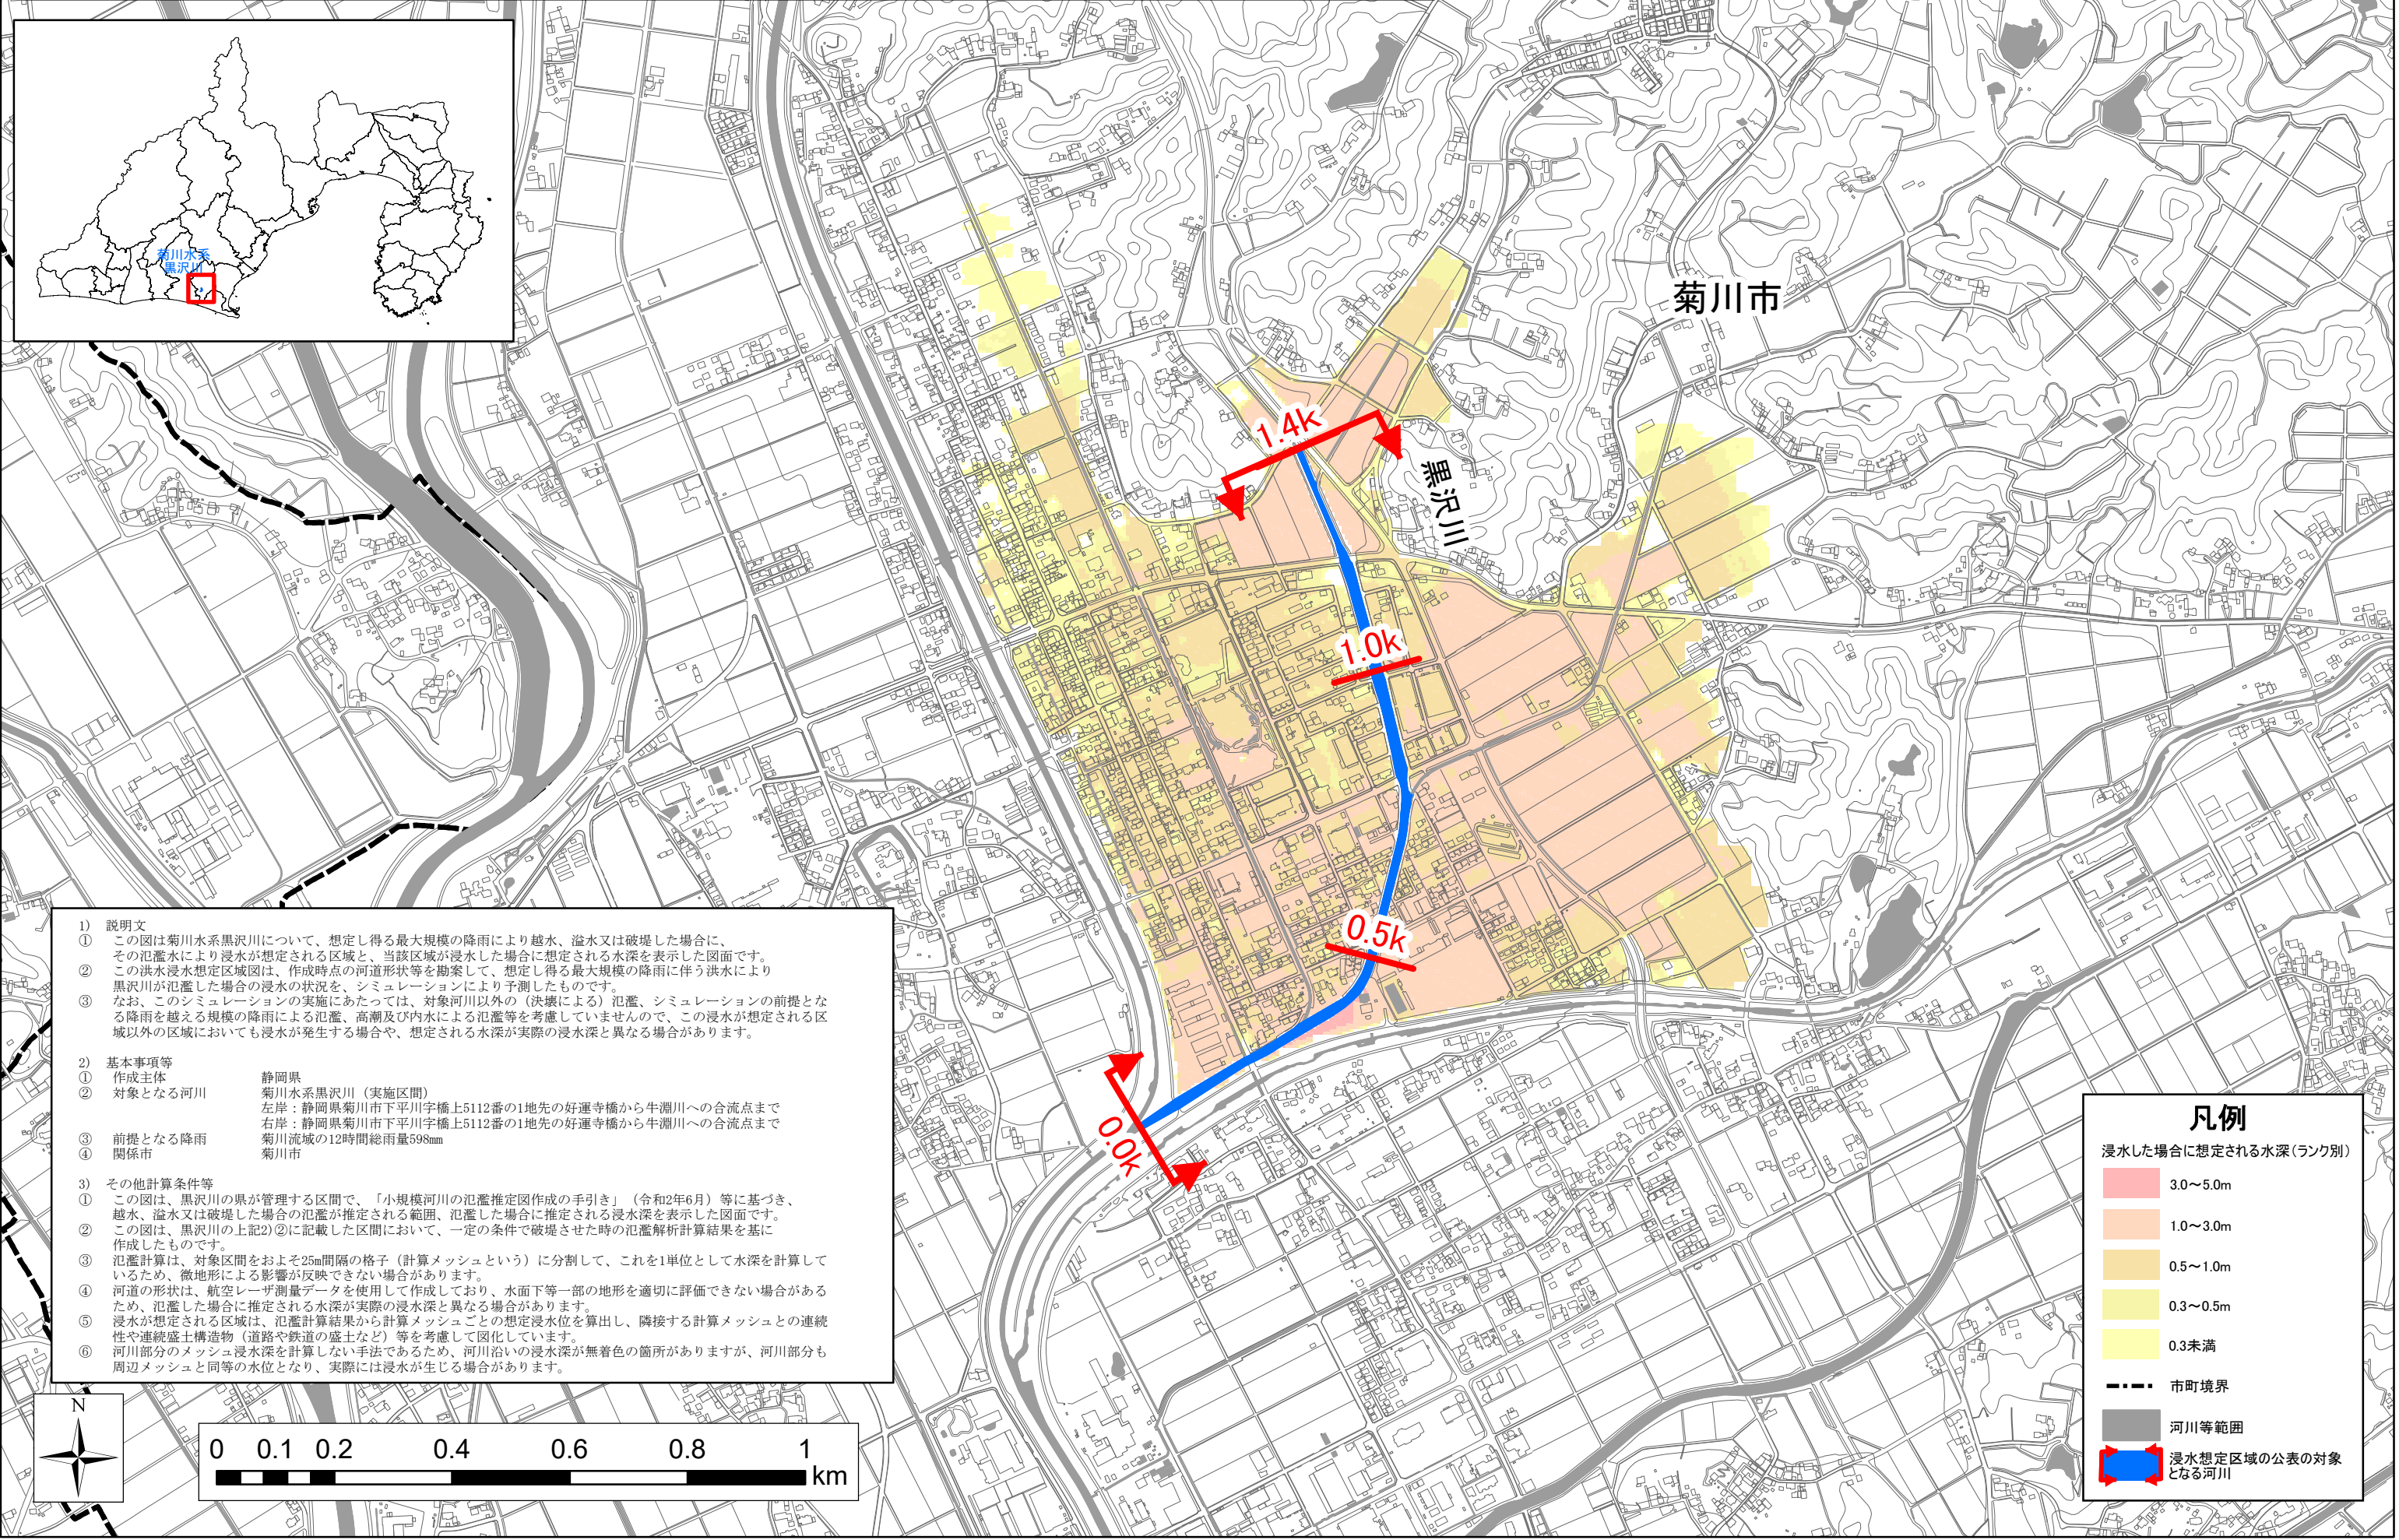 菊川水系
黒沢川
菊川市
1.4k
黒沢川
1.0k
0.5k
0.0k
1) 説明文
① この図は菊川水系黒沢川について、想定し得る最大規模の降雨により越水、溢水又は破堤した場合に、
その氾濫水により浸水が想定される区域と、当該区域が浸水した場合に想定される水深を表示した図面です。
② この洪水浸水想定区域図は、作成時点の河道形状等を勘案して、想定し得る最大規模の降雨に伴う洪水により
黒沢川が氾濫した場合の浸水の状況を、シミュレーションにより予測したものです。
③ なお、このシミュレーションの実施にあたっては、対象河川以外の（決壊による）氾濫、シミュレーションの前提とな
る降雨を越える規模の降雨による氾濫、高潮及び内水による氾濫等を考慮していませんので、この浸水が想定される区
域以外の区域においても浸水が発生する場合や、想定される水深が実際の浸水深と異なる場合があります。
2) 基本事項等
① 作成主体 静岡県
② 対象となる河川 菊川水系黒沢川（実施区間）
左岸：静岡県菊川市下平川字橋上5112番の1地先の好運寺橋から牛淵川への合流点まで
右岸：静岡県菊川市下平川字橋上5112番の1地先の好運寺橋から牛淵川への合流点まで
③ 前提となる降雨 菊川流域の12時間総雨量598mm
④ 関係市 菊川市
3) その他計算条件等
① この図は、黒沢川の県が管理する区間で、「小規模河川の氾濫推定図作成の手引き」（令和2年6月）等に基づき、
越水、溢水又は破堤した場合の氾濫が推定される範囲、氾濫した場合に推定される浸水深を表示した図面です。
② この図は、黒沢川の上記2)②に記載した区間において、一定の条件で破堤させた時の氾濫解析計算結果を基に
作成したものです。
③ 氾濫計算は、対象区間をおよそ25m間隔の格子（計算メッシュという）に分割して、これを1単位として水深を計算して
いるため、微地形による影響が反映できない場合があります。
④ 河道の形状は、航空レーザ測量データを使用して作成しており、水面下等一部の地形を適切に評価できない場合がある
ため、氾濫した場合に推定される水深が実際の浸水深と異なる場合があります。
⑤ 浸水が想定される区域は、氾濫計算結果から計算メッシュごとの想定浸水位を算出し、隣接する計算メッシュとの連続
性や連続盛土構造物（道路や鉄道の盛土など）等を考慮して図化しています。
⑥ 河川部分のメッシュ浸水深を計算しない手法であるため、河川沿いの浸水深が無着色の箇所がありますが、河川部分も
周辺メッシュと同等の水位となり、実際には浸水が生じる場合があります。
N
0 0.1 0.2 0.4 0.6 0.8 1
km
凡例
浸水した場合に想定される水深（ランク別）
3.0～5.0m
1.0～3.0m
0.5～1.0m
0.3～0.5m
0.3未満
市町境界
河川等範囲
浸水想定区域の公表の対象
となる河川